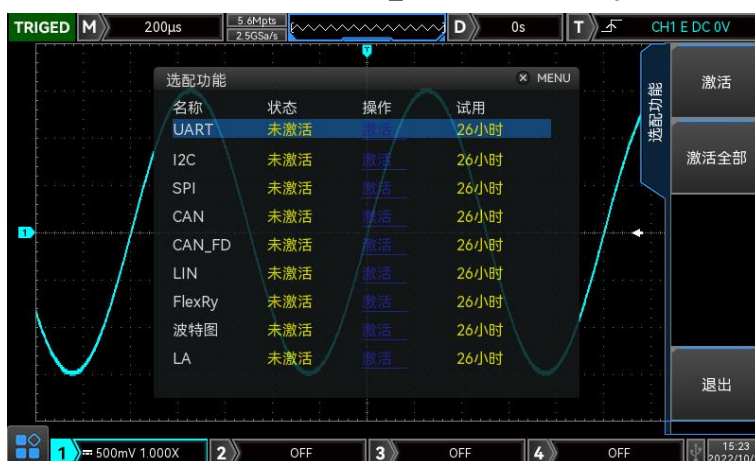 TRIGED M 200μs 5.6Mpts 2.5GSa/s D 0s T CH1 E DC 0V
选配功能 MENU
名称 状态 操作 试用
UART 未激活 激活 26小时
I2C 未激活 激活 26小时
SPI 未激活 激活 26小时
CAN 未激活 激活 26小时
CAN_FD 未激活 激活 26小时
LIN 未激活 激活 26小时
FlexRy 未激活 激活 26小时
波特图 未激活 激活 26小时
LA 未激活 激活 26小时
选配功能
激活
激活全部
退出
1
1 500mV 1.000X 2 OFF 3 OFF 4 OFF 15:23